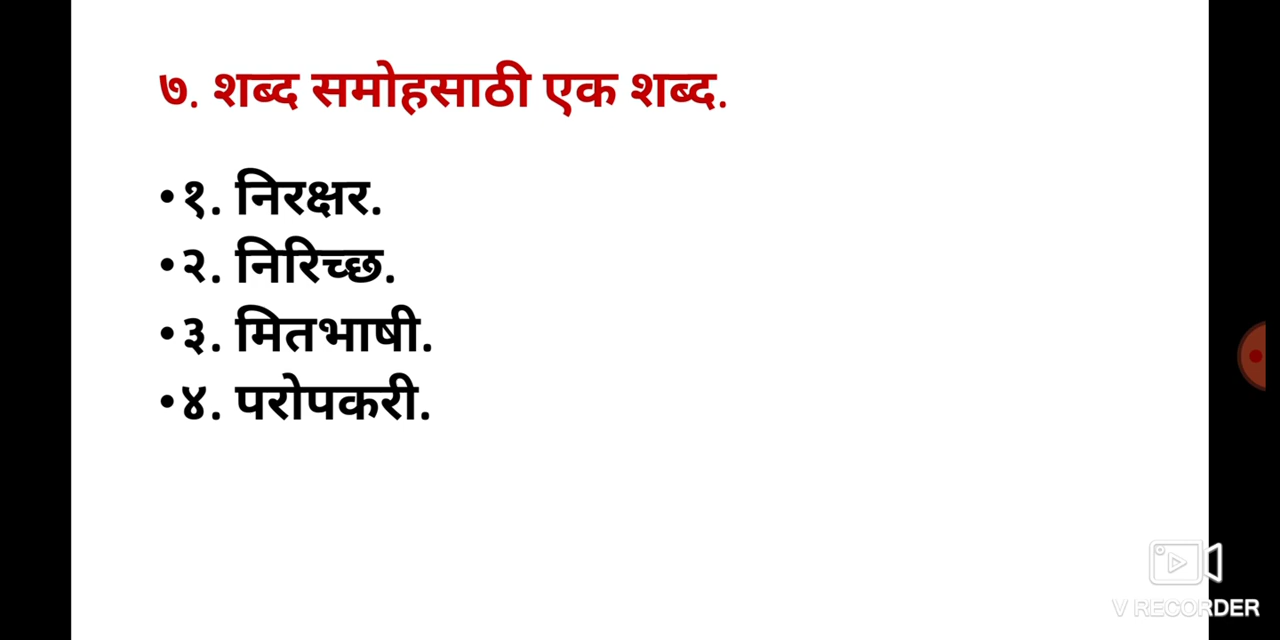 ७. शब्द समोहसाठी एक शब्द.
•१. निरक्षर.
•२. निरिच्छ.
•३. मितभाषी.
•४. परोपकरी.
V RECORDER